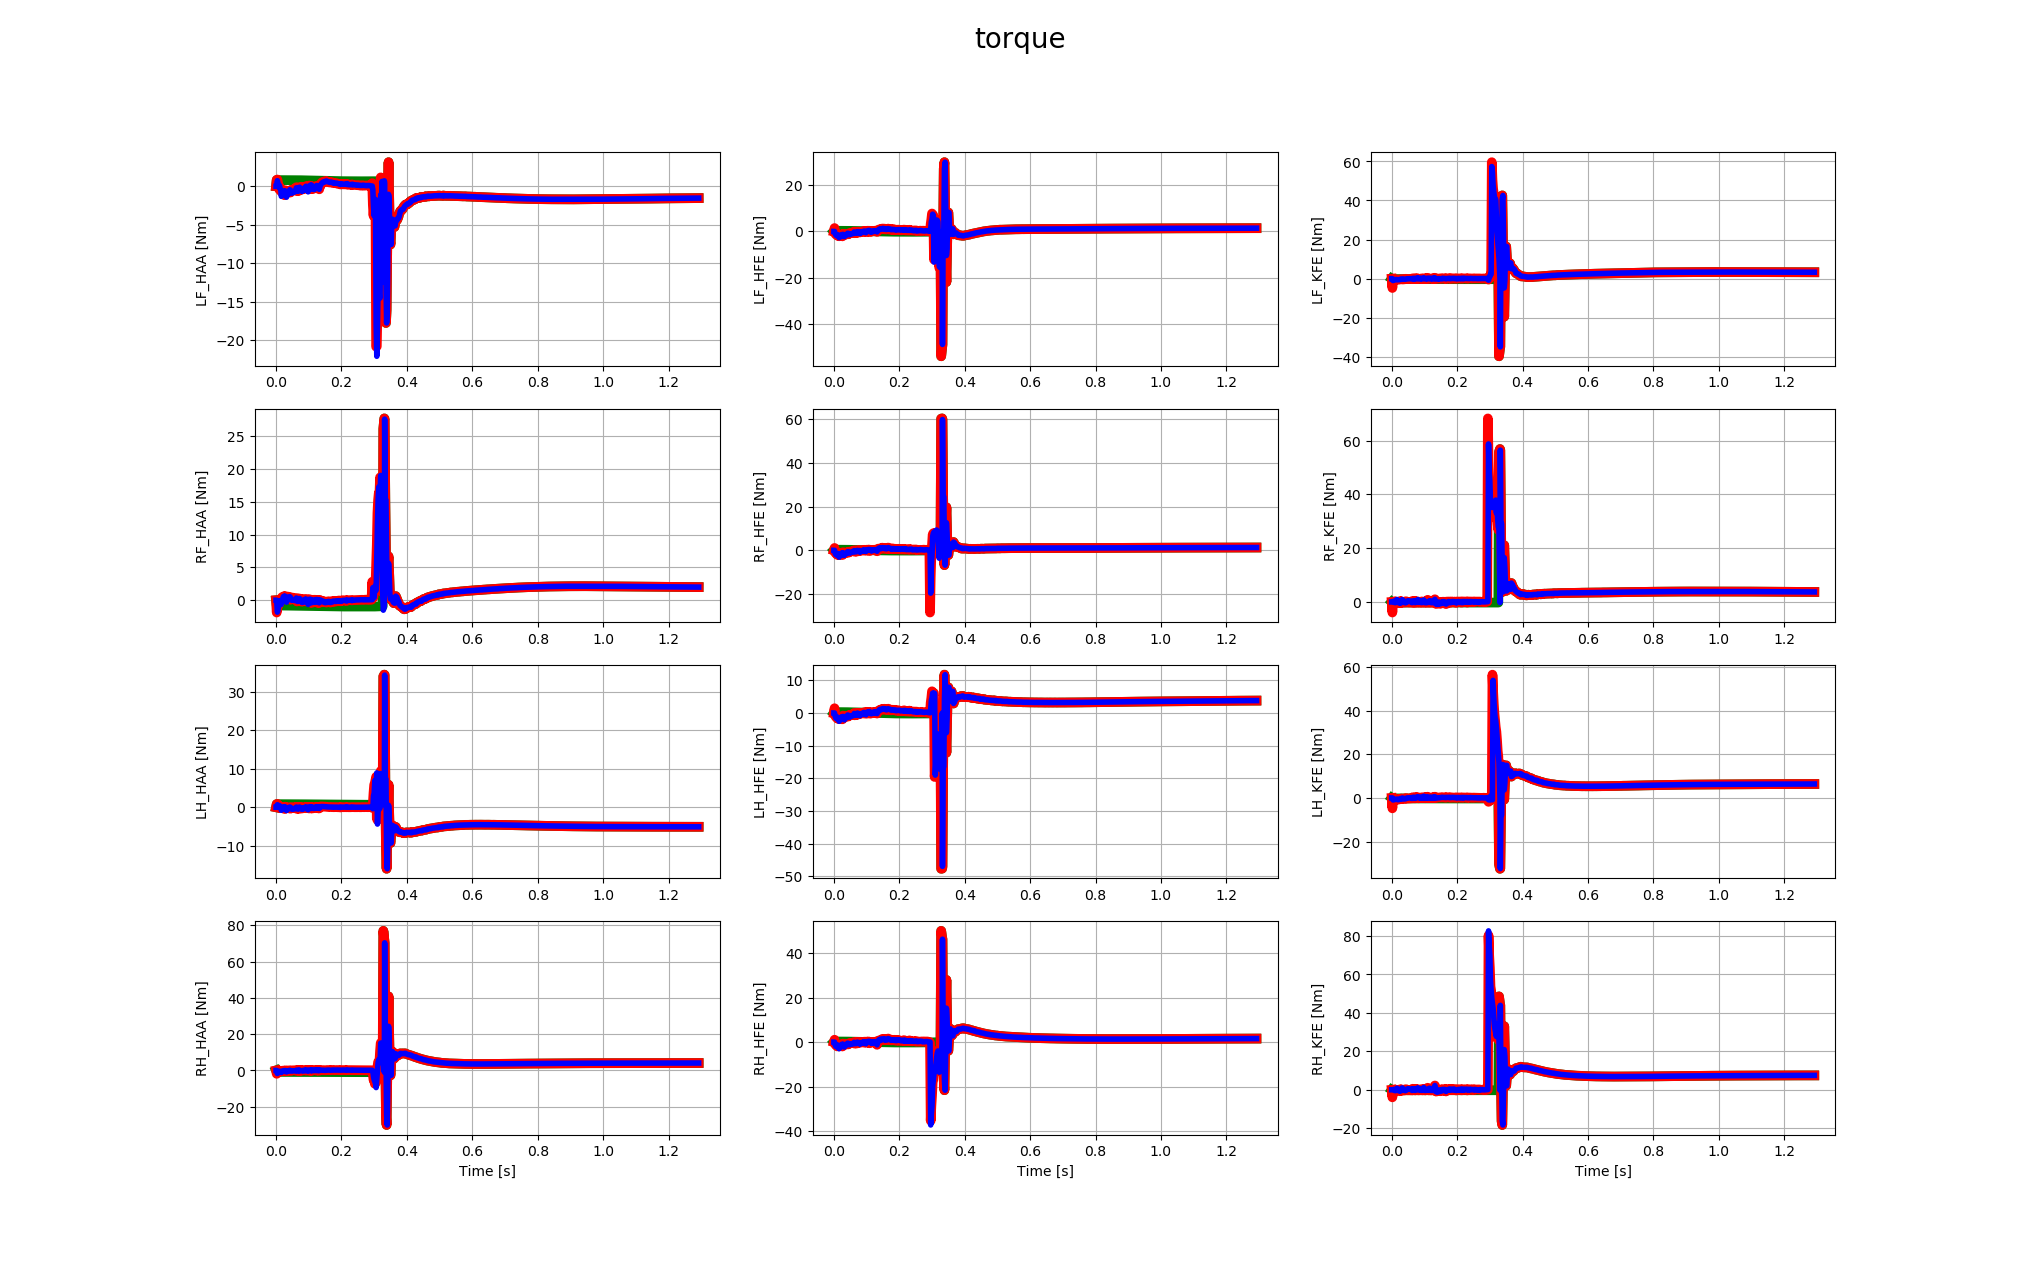 torque
LF_HAA [Nm]
0
−5
−10
−15
−20
0.0 0.2 0.4 0.6 0.8 1.0 1.2
LF_HFE [Nm]
20
0
−20
−40
0.0 0.2 0.4 0.6 0.8 1.0 1.2
LF_KFE [Nm]
60
40
20
0
−20
−40
0.0 0.2 0.4 0.6 0.8 1.0 1.2
RF_HAA [Nm]
25
20
15
10
5
0
0.0 0.2 0.4 0.6 0.8 1.0 1.2
RF_HFE [Nm]
60
40
20
0
−20
0.0 0.2 0.4 0.6 0.8 1.0 1.2
RF_KFE [Nm]
60
40
20
0
0.0 0.2 0.4 0.6 0.8 1.0 1.2
LH_HAA [Nm]
30
20
10
0
−10
0.0 0.2 0.4 0.6 0.8 1.0 1.2
LH_HFE [Nm]
10
0
−10
−20
−30
−40
−50
0.0 0.2 0.4 0.6 0.8 1.0 1.2
LH_KFE [Nm]
60
40
20
0
−20
0.0 0.2 0.4 0.6 0.8 1.0 1.2
RH_HAA [Nm]
80
60
40
20
0
−20
0.0 0.2 0.4 0.6 0.8 1.0 1.2
Time [s]
RH_HFE [Nm]
40
20
0
−20
−40
0.0 0.2 0.4 0.6 0.8 1.0 1.2
Time [s]
RH_KFE [Nm]
80
60
40
20
0
−20
0.0 0.2 0.4 0.6 0.8 1.0 1.2
Time [s]